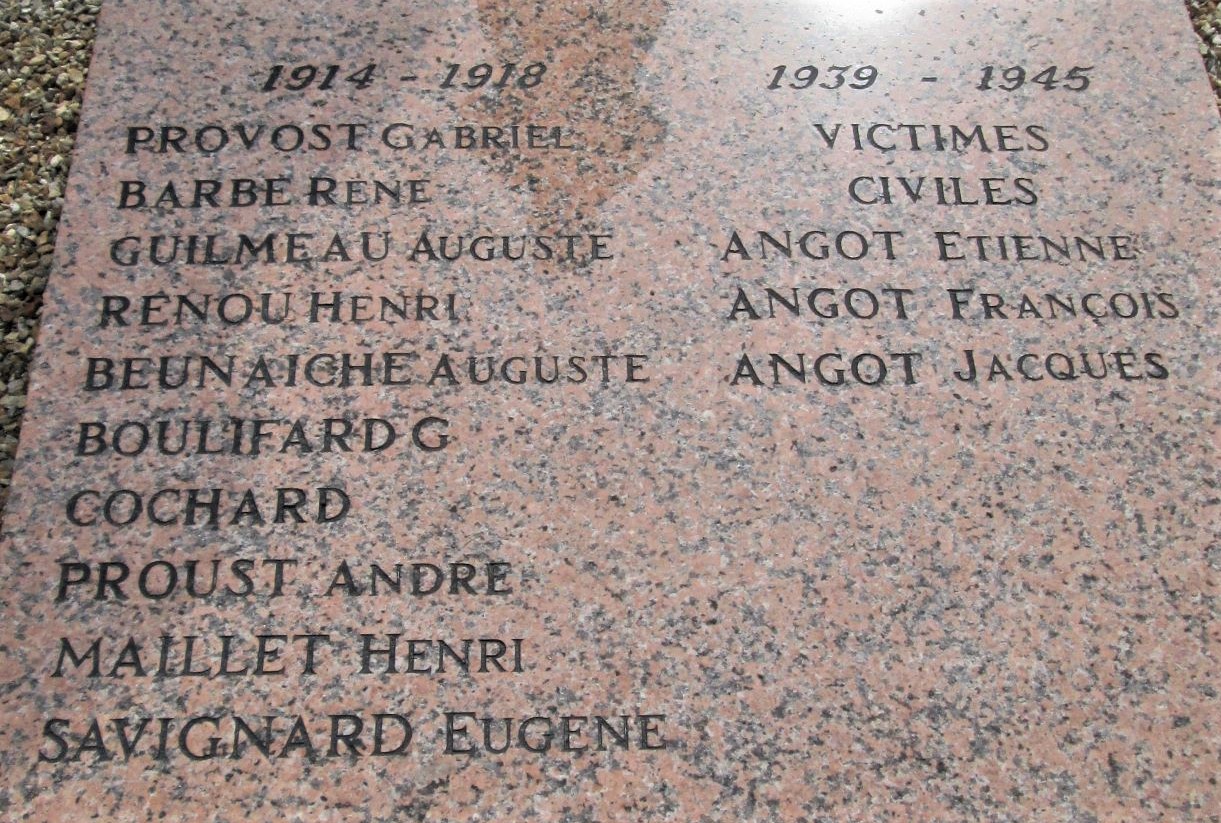 1914 - 1918
PROVOST GABRIEL
BARBE RENE
GUILMEAU AUGUSTE
RENOU HENRI
BEUNAICHE AUGUSTE
BOULIFARD G
COCHARD
PROUST ANDRE
MAILLET HENRI
SAVIGNARD EUGENE
1939 - 1945
VICTIMES
CIVILES
ANGOT ETIENNE
ANGOT FRANÇOIS
ANGOT JACQUES